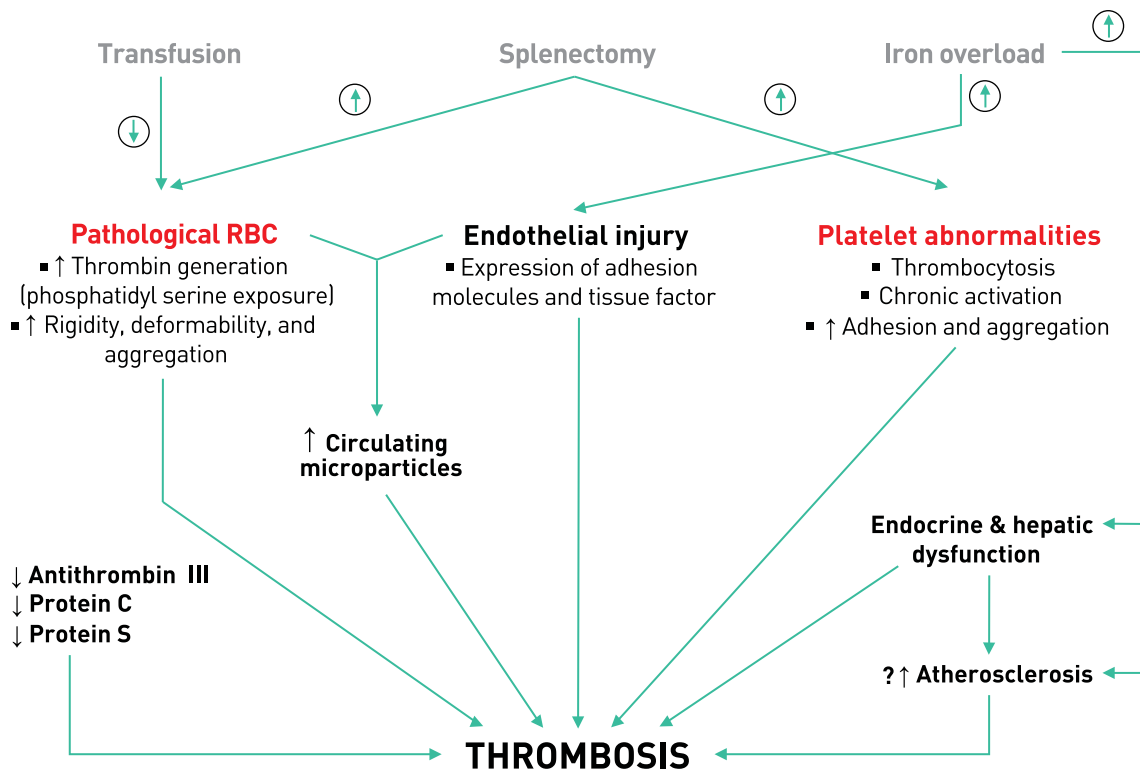 Transfusion
Splenectomy
Iron overload
↑
↑
↑
↑
↓
Pathological RBC
▪ ↑ Thrombin generation
(phosphatidyl serine exposure)
▪ ↑ Rigidity, deformability, and
aggregation
Endothelial injury
▪ Expression of adhesion
molecules and tissue factor
Platelet abnormalities
▪ Thrombocytosis
▪ Chronic activation
▪ ↑ Adhesion and aggregation
↑ Circulating
microparticles
Endocrine & hepatic
dysfunction
↓ Antithrombin III
↓ Protein C
↓ Protein S
? ↑ Atherosclerosis
THROMBOSIS